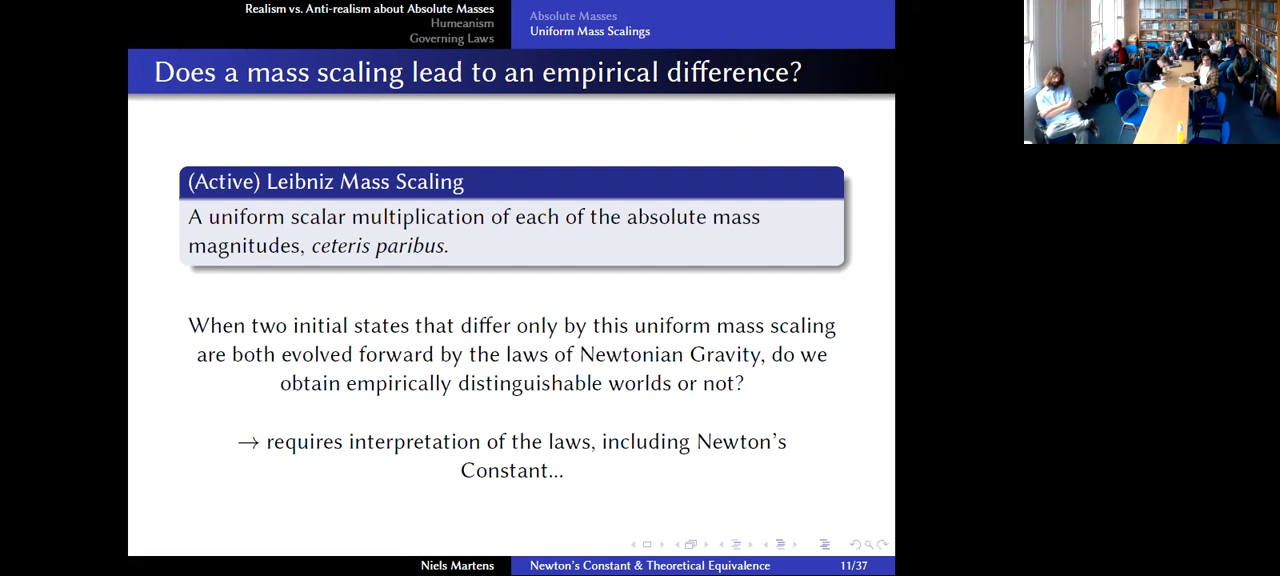 Realism vs. Anti-realism about Absolute Masses
Humeanism
Governing Laws
Absolute Masses
Uniform Mass Scalings
Does a mass scaling lead to an empirical difference?
(Active) Leibniz Mass Scaling
A uniform scalar multiplication of each of the absolute mass
magnitudes, ceteris paribus.
When two initial states that differ only by this uniform mass scaling
are both evolved forward by the laws of Newtonian Gravity, do we
obtain empirically distinguishable worlds or not?
→ requires interpretation of the laws, including Newton's
Constant...
Niels Martens
Newton's Constant & Theoretical Equivalence
11/37